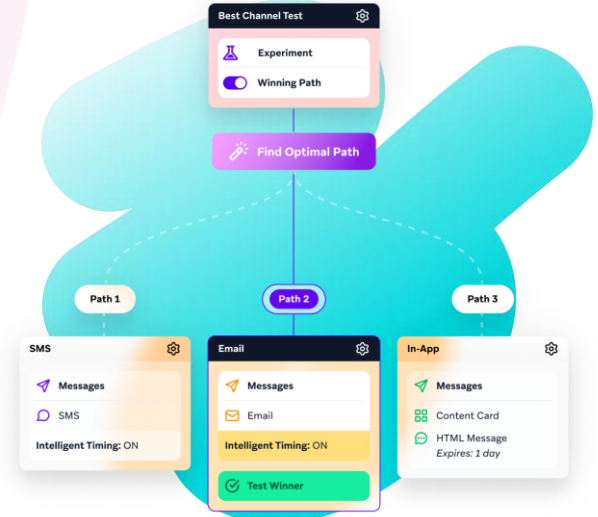 Best Channel Test
Experiment
Winning Path
Find Optimal Path
Path 1
Path 2
Path 3
SMS
Messages
SMS
Intelligent Timing: ON
Email
Messages
Email
Intelligent Timing: ON
Test Winner
In-App
Messages
Content Card
HTML Message
Expires: 1 day